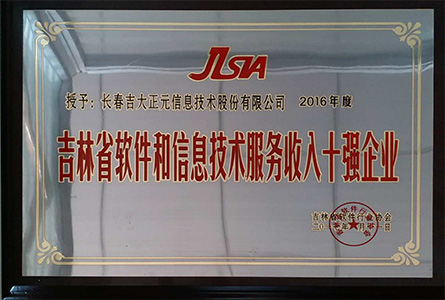 JLSIA
授予：长春吉大正元信息技术股份有限公司 2016年度
吉林省软件和信息技术服务收入十强企业
吉林省软件行业协会